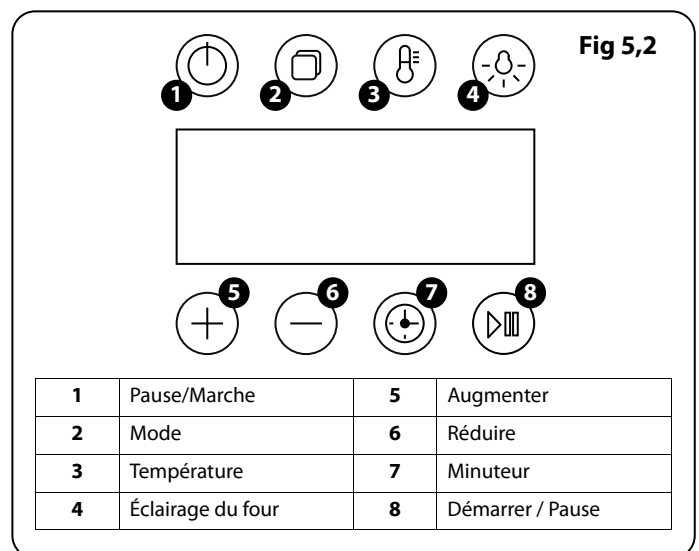 Fig 5,2
1 2 3 4
5 6 7 8
1 Pause/Marche 5 Augmenter
2 Mode 6 Réduire
3 Température 7 Minuteur
4 Éclairage du four 8 Démarrer / Pause